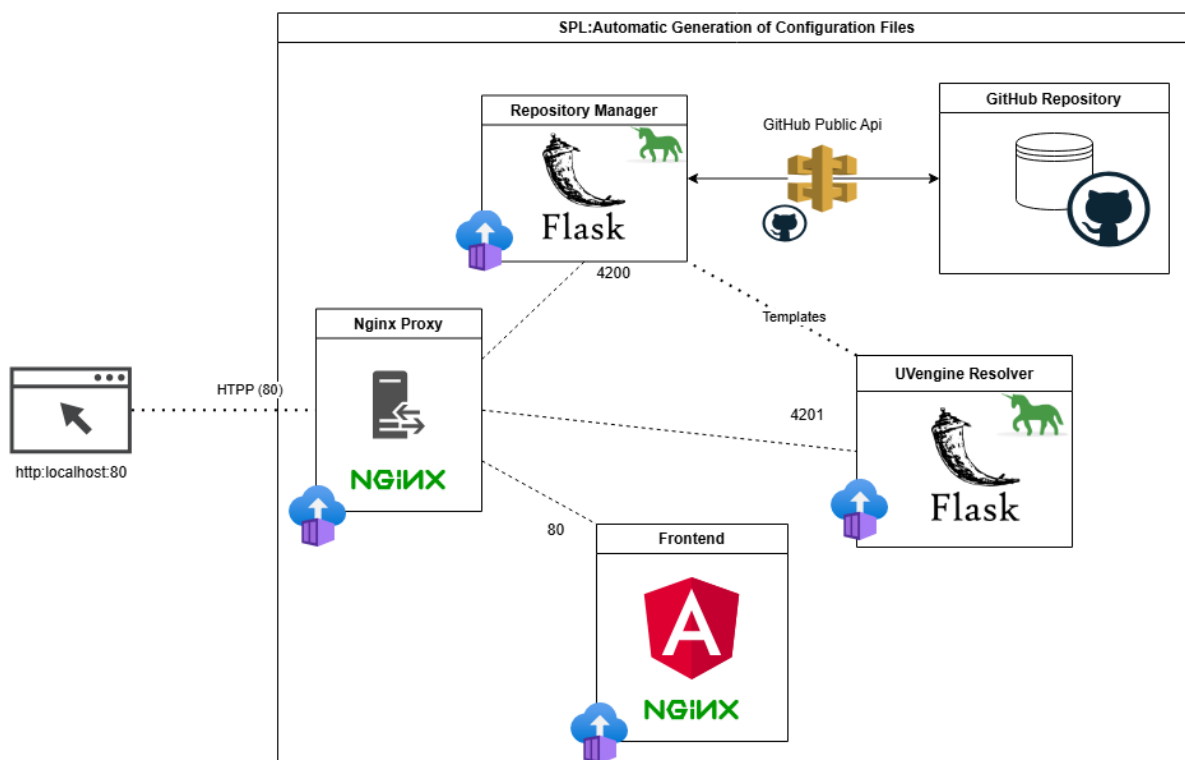 SPL:Automatic Generation of Configuration Files
Repository Manager
Flask
GitHub Public Api
GitHub Repository
4200
Templates
Nginx Proxy
NGINX
HTPP (80)
http:localhost:80
4201
UVengine Resolver
Flask
80
Frontend
A
NGINX